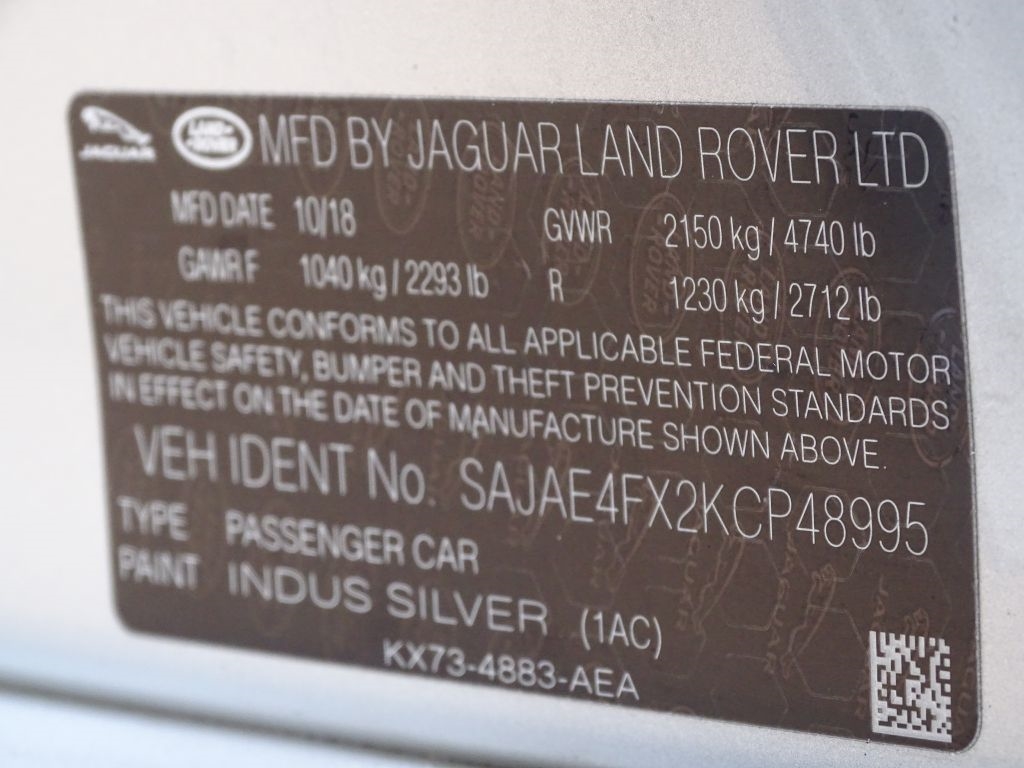 JAGUAR LAND ROVER MFD BY JAGUAR LAND ROVER LTD
MFD DATE 10/18 GVWR 2150 kg / 4740 lb
GAWR F 1040 kg / 2293 lb R 1230 kg / 2712 lb
THIS VEHICLE CONFORMS TO ALL APPLICABLE FEDERAL MOTOR
VEHICLE SAFETY, BUMPER AND THEFT PREVENTION STANDARDS
IN EFFECT ON THE DATE OF MANUFACTURE SHOWN ABOVE.
VEH IDENT No. SAJAE4FX2KCP48995
TYPE PASSENGER CAR
PAINT INDUS SILVER (1AC)
KX73-4883-AEA